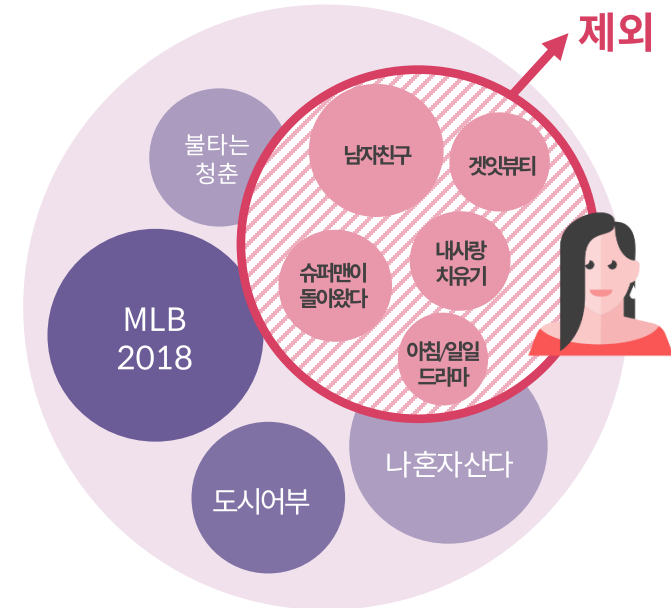 제외
불타는
청춘
남자친구
겟잇뷰티
슈퍼맨이
돌아왔다
내사랑
치유기
MLB
2018
아침/일일
드라마
나혼자산다
도시어부